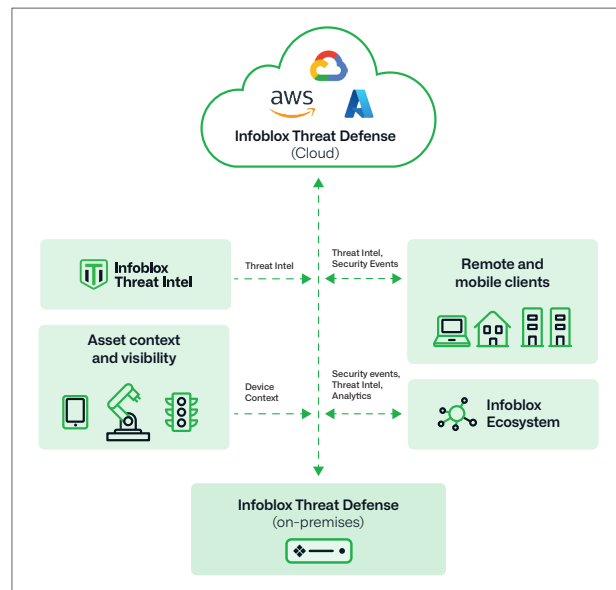 aws
Infoblox Threat Defense
(Cloud)
Infoblox
Threat Intel
Threat Intel
Threat Intel,
Security Events
Remote and
mobile clients
Asset context
and visibility
Device
Context
Security events,
Threat Intel,
Analytics
Infoblox
Ecosystem
Infoblox Threat Defense
(on-premises)